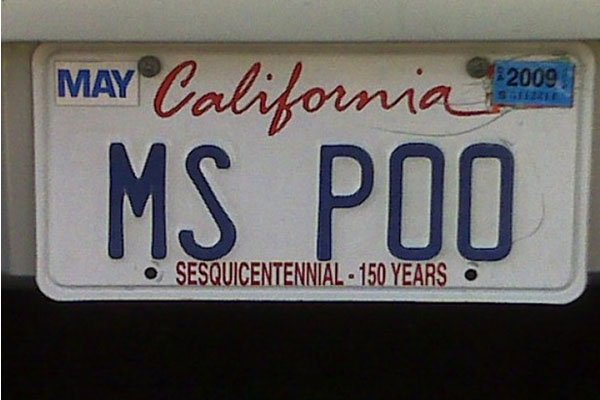 MAY California 2009
MS POO
SESQUICENTENNIAL - 150 YEARS